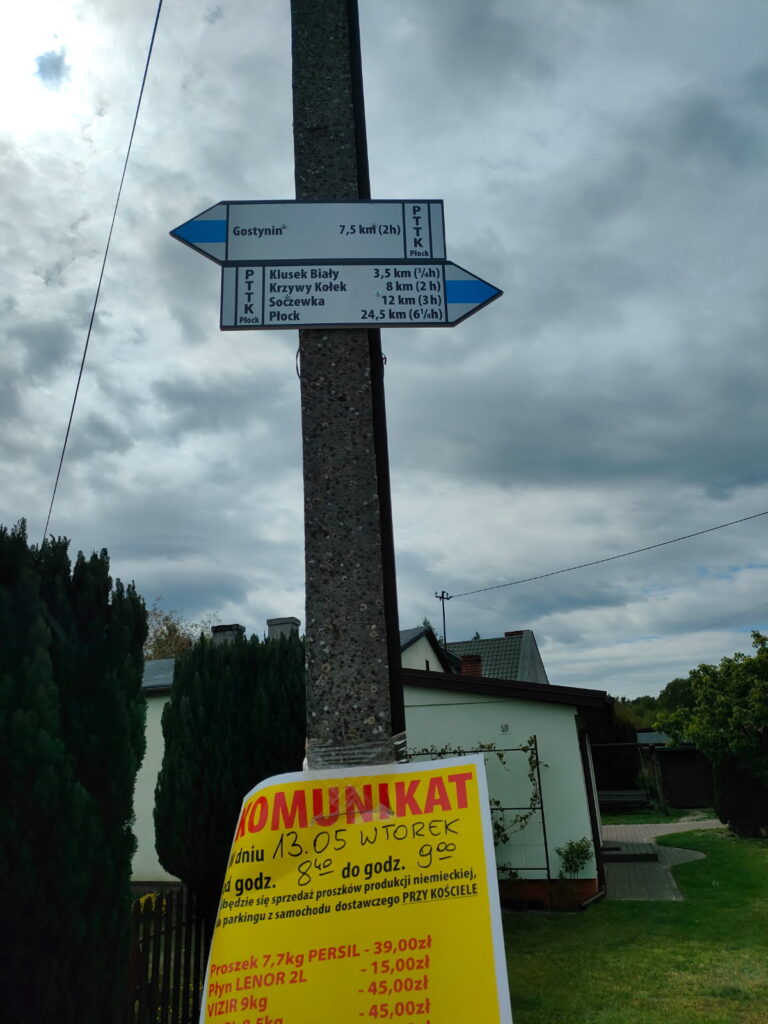 Gostynin 7,5 km (2h) PTTK Płock
PTTK Płock
Klusek Biały 3,5 km (¾h)
Krzywy Kołek 8 km (2 h)
Soczewka 12 km (3 h)
Płock 24,5 km (6¼h)
KOMUNIKAT
dniu 13.05 WTOREK
godz. 8⁴⁰ do godz. 9⁰⁰
będzie się sprzedaż proszków produkcji niemieckiej,
parkingu z samochodu dostawczego PRZY KOŚCIELE
Proszek 7,7kg PERSIL - 39,00zł
Płyn LENOR 2L - 15,00zł
VIZIR 9kg - 45,00zł
- 45,00zł